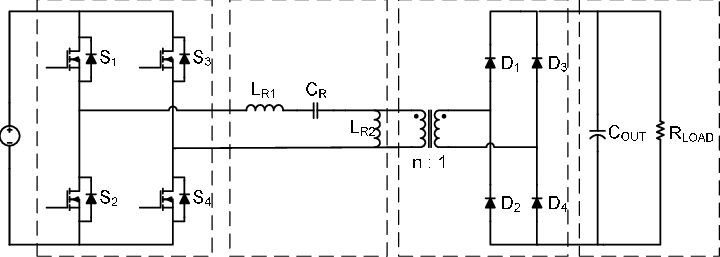 S1
S3
LR1
CR
LR2
n : 1
D1
D3
COUT
RLOAD
S2
S4
D2
D4